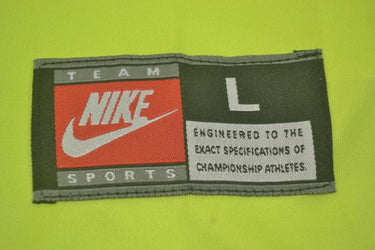 TEAM
NIKE
SPORTS
L
ENGINEERED TO THE
EXACT SPECIFICATIONS OF
CHAMPIONSHIP ATHLETES.